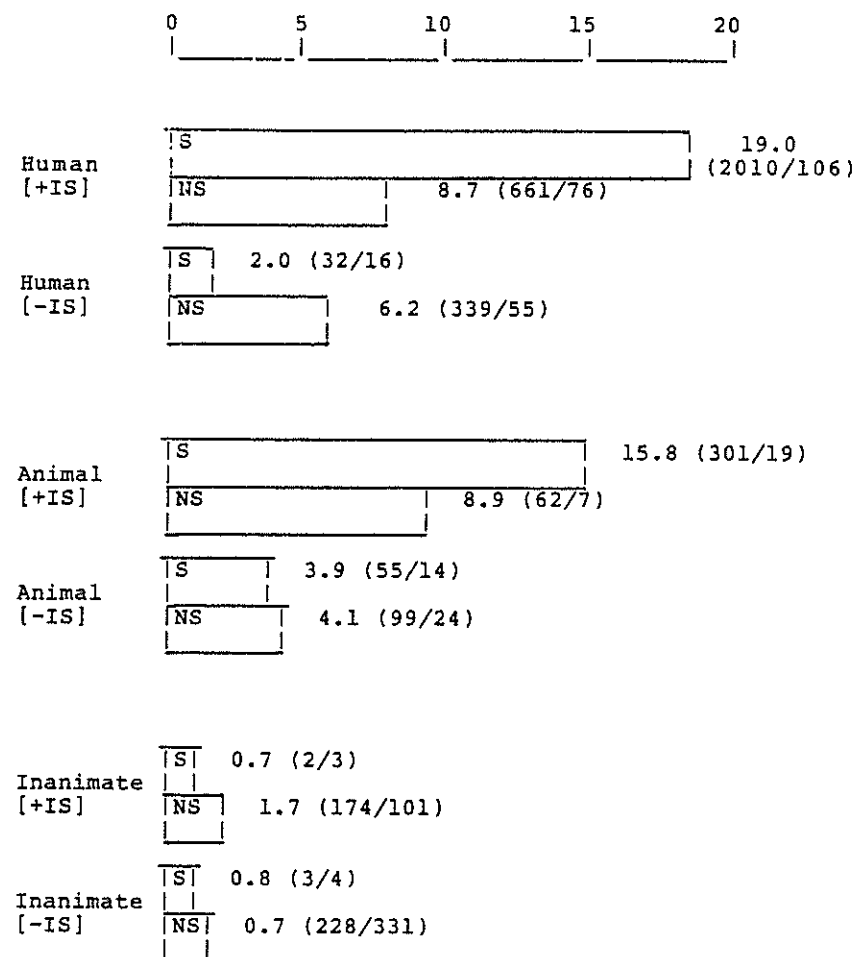 0 5 10 15 20
S 19.0
Human (2010/106)
[+IS] NS 8.7 (661/76)
S 2.0 (32/16)
Human
[-IS] NS 6.2 (339/55)
S 15.8 (301/19)
Animal
[+IS] NS 8.9 (62/7)
S 3.9 (55/14)
Animal
[-IS] NS 4.1 (99/24)
S 0.7 (2/3)
Inanimate
[+IS] NS 1.7 (174/101)
S 0.8 (3/4)
Inanimate
[-IS] NS 0.7 (228/331)